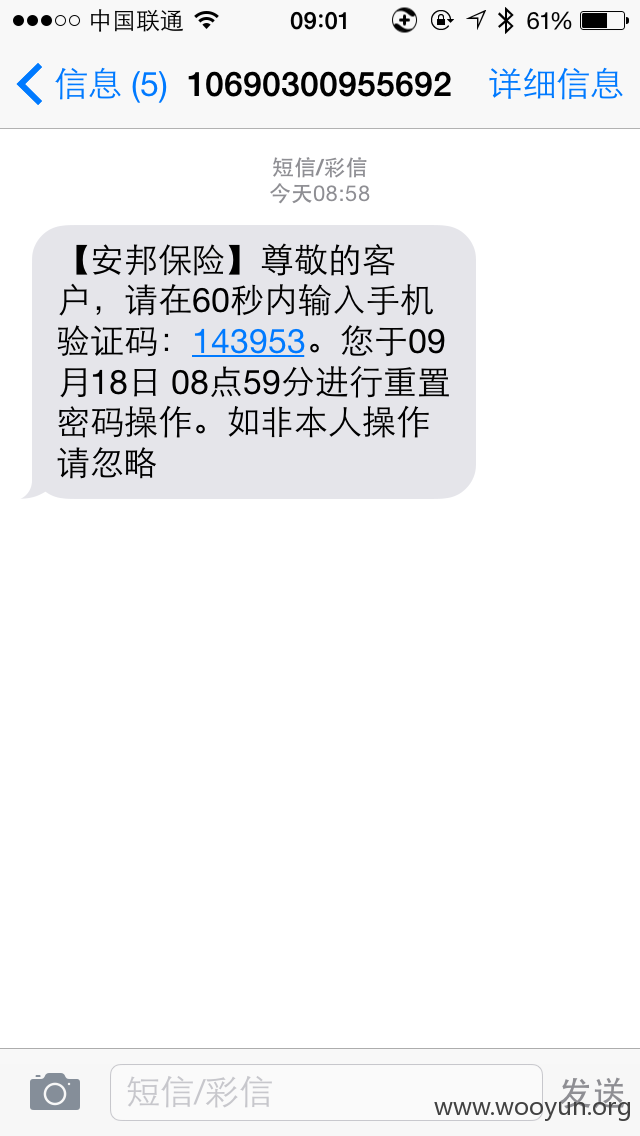 中国联通 09:01 61%
信息 (5) 10690300955692 详细信息
短信/彩信
今天08:58
【安邦保险】尊敬的客
户，请在60秒内输入手机
验证码：143953。您于09
月18日 08点59分进行重置
密码操作。如非本人操作
请忽略
短信/彩信 发送
www.wooyun.org